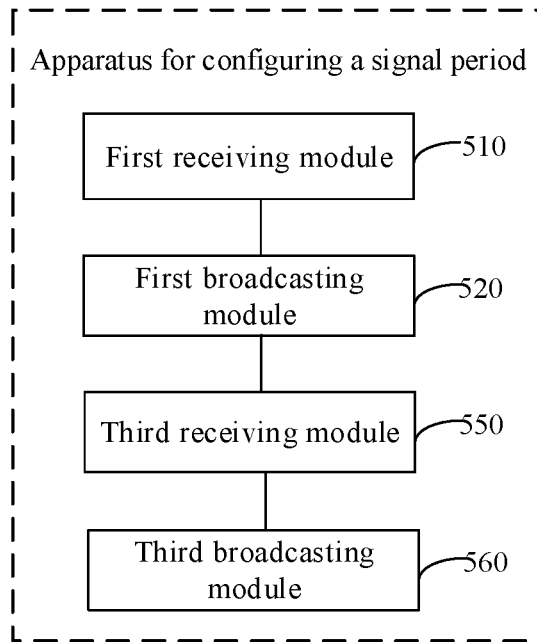 Apparatus for configuring a signal period
First receiving module
510
First broadcasting
module
520
Third receiving module
550
Third broadcasting
module
560